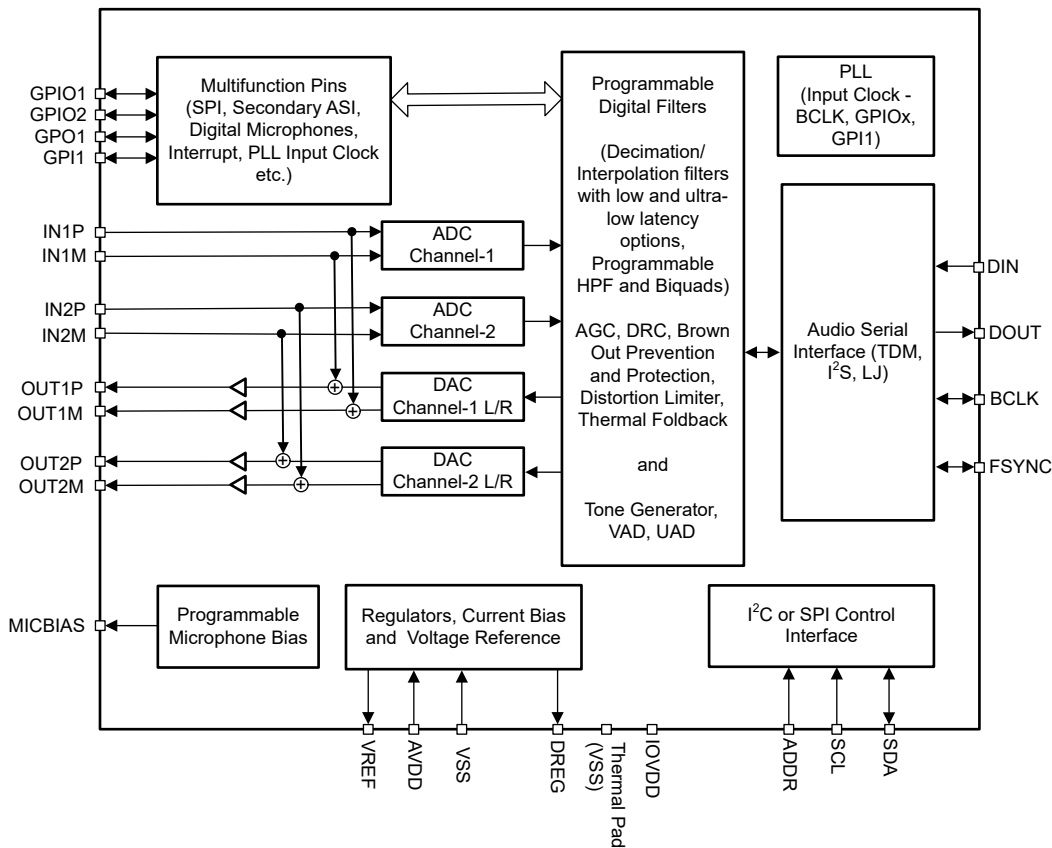 GPIO1
GPIO2
GPO1
GPI1
Multifunction Pins
(SPI, Secondary ASI,
Digital Microphones,
Interrupt, PLL Input Clock
etc.)
Programmable
Digital Filters
(Decimation/
Interpolation filters
with low and ultra-
low latency
options,
Programmable
HPF and Biquads)
AGC, DRC, Brown
Out Prevention
and Protection,
Distortion Limiter,
Thermal Foldback
and
Tone Generator,
VAD, UAD
PLL
(Input Clock -
BCLK, GPIOx,
GPI1)
IN1P
IN1M
ADC
Channel-1
IN2P
IN2M
ADC
Channel-2
OUT1P
OUT1M
DAC
Channel-1 L/R
OUT2P
OUT2M
DAC
Channel-2 L/R
Audio Serial
Interface (TDM,
I²S, LJ)
DIN
DOUT
BCLK
FSYNC
MICBIAS
Programmable
Microphone Bias
Regulators, Current Bias
and Voltage Reference
I²C or SPI Control
Interface
VREF
AVDD
VSS
DREG
Thermal Pad
(VSS)
IOVDD
ADDR
SCL
SDA